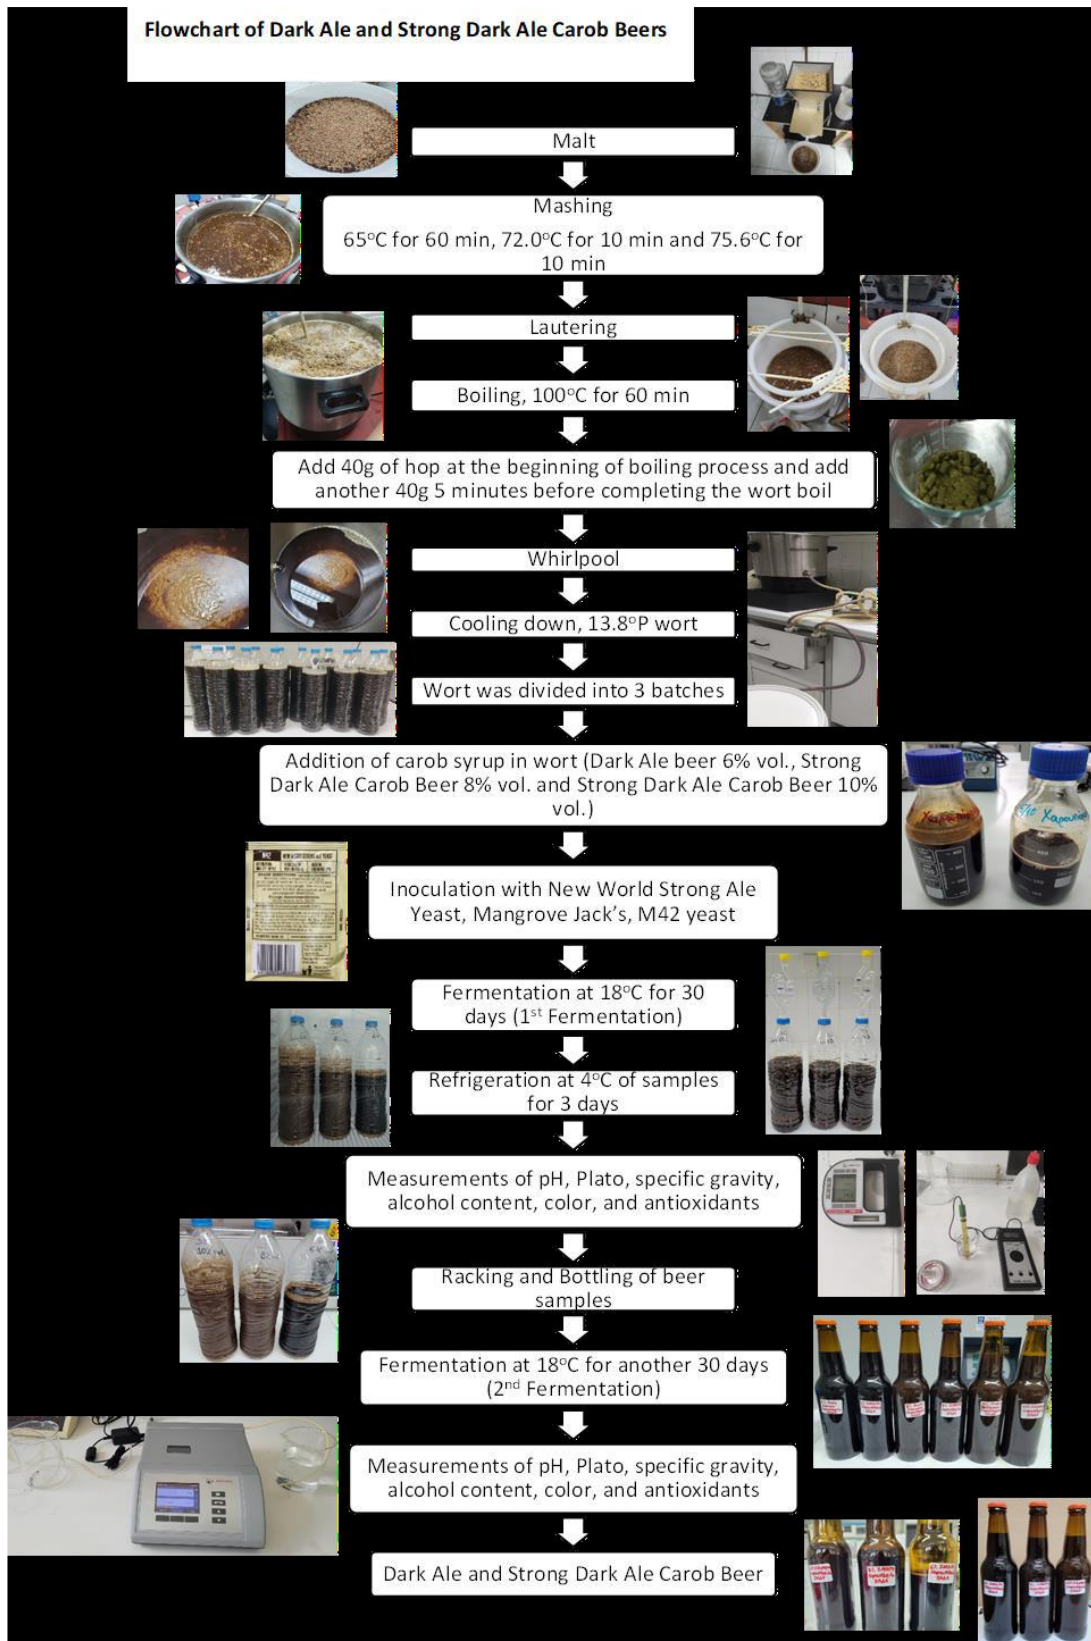 Flowchart of Dark Ale and Strong Dark Ale Carob Beers
Malt
Mashing
65°C for 60 min, 72.0°C for 10 min and 75.6°C for
10 min
Lautering
Boiling, 100°C for 60 min
Add 40g of hop at the beginning of boiling process and add
another 40g 5 minutes before completing the wort boil
Whirlpool
Cooling down, 13.8°P wort
Wort was divided into 3 batches
Addition of carob syrup in wort (Dark Ale beer 6% vol., Strong
Dark Ale Carob Beer 8% vol. and Strong Dark Ale Carob Beer 10%
vol.)
Inoculation with New World Strong Ale
Yeast, Mangrove Jack’s, M42 yeast
Fermentation at 18°C for 30
days (1st Fermentation)
Refrigeration at 4°C of samples
for 3 days
Measurements of pH, Plato, specific gravity,
alcohol content, color, and antioxidants
Racking and Bottling of beer
samples
Fermentation at 18°C for another 30 days
(2nd Fermentation)
Measurements of pH, Plato, specific gravity,
alcohol content, color, and antioxidants
Dark Ale and Strong Dark Ale Carob Beer